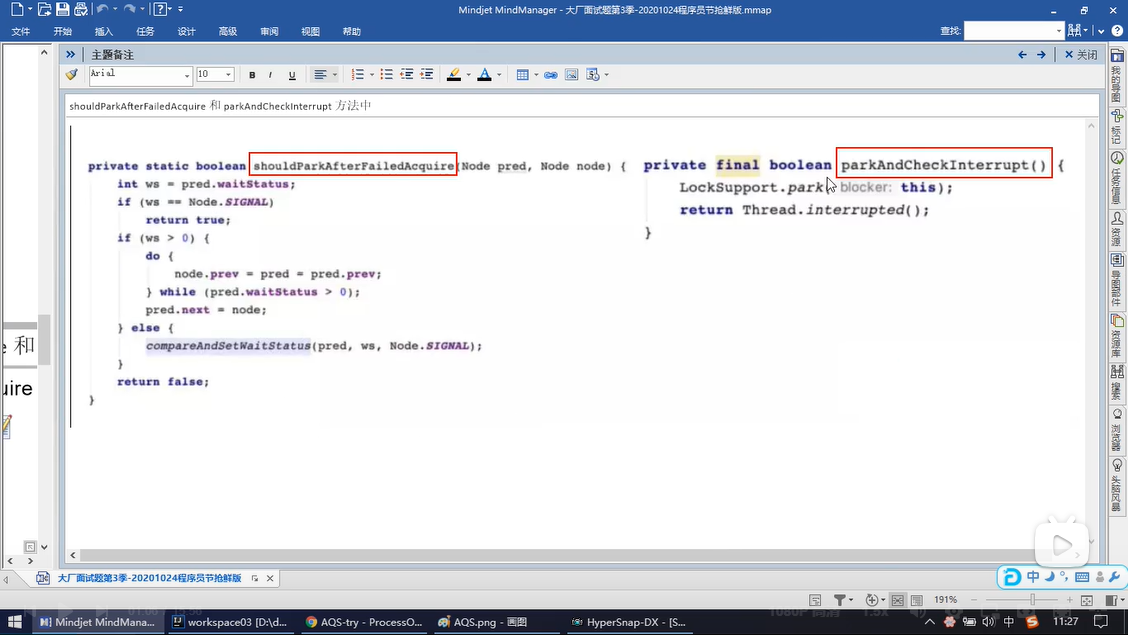 Mindjet MindManager - 大厂面试题第3季-20201024程序员节抢鲜版.mmap
文件 开始 插入 任务 设计 高级 审阅 视图 帮助 查找:
主题备注 关闭
Arial 10 B I U A
shouldParkAfterFailedAcquire 和 parkAndCheckInterrupt 方法中
private static boolean shouldParkAfterFailedAcquire(Node pred, Node node) {
int ws = pred.waitStatus;
if (ws == Node.SIGNAL)
return true;
if (ws > 0) {
do {
node.prev = pred = pred.prev;
} while (pred.waitStatus > 0);
pred.next = node;
} else {
compareAndSetWaitStatus(pred, ws, Node.SIGNAL);
}
return false;
}
private final boolean parkAndCheckInterrupt() {
LockSupport.park( blocker: this);
return Thread.interrupted();
}
和
uire
我的导图
标记
任务信息
资源
导图部件
资源库
搜索
浏览器
头脑风暴
大厂面试题第3季-20201024程序员节抢鲜版
中
191%
Mindjet MindMana...
workspace03 [D:\d...
AQS-try - ProcessO...
AQS.png - 画图
HyperSnap-DX - [S...
中
11:27